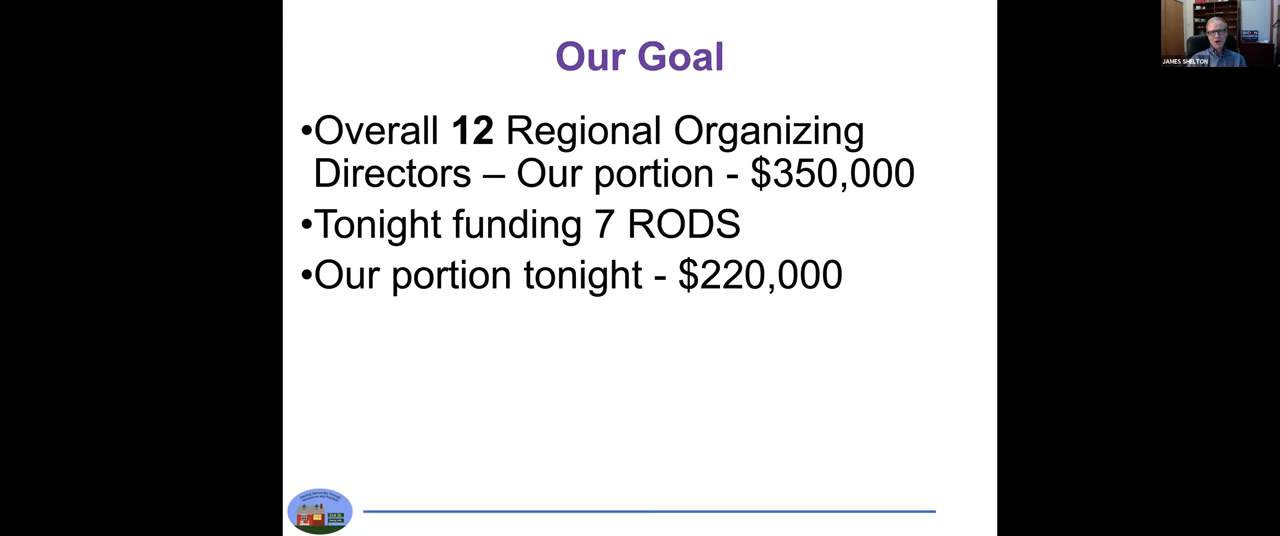 Our Goal
•Overall 12 Regional Organizing
Directors – Our portion - $350,000
•Tonight funding 7 RODS
•Our portion tonight - $220,000
JAMES SHELTON